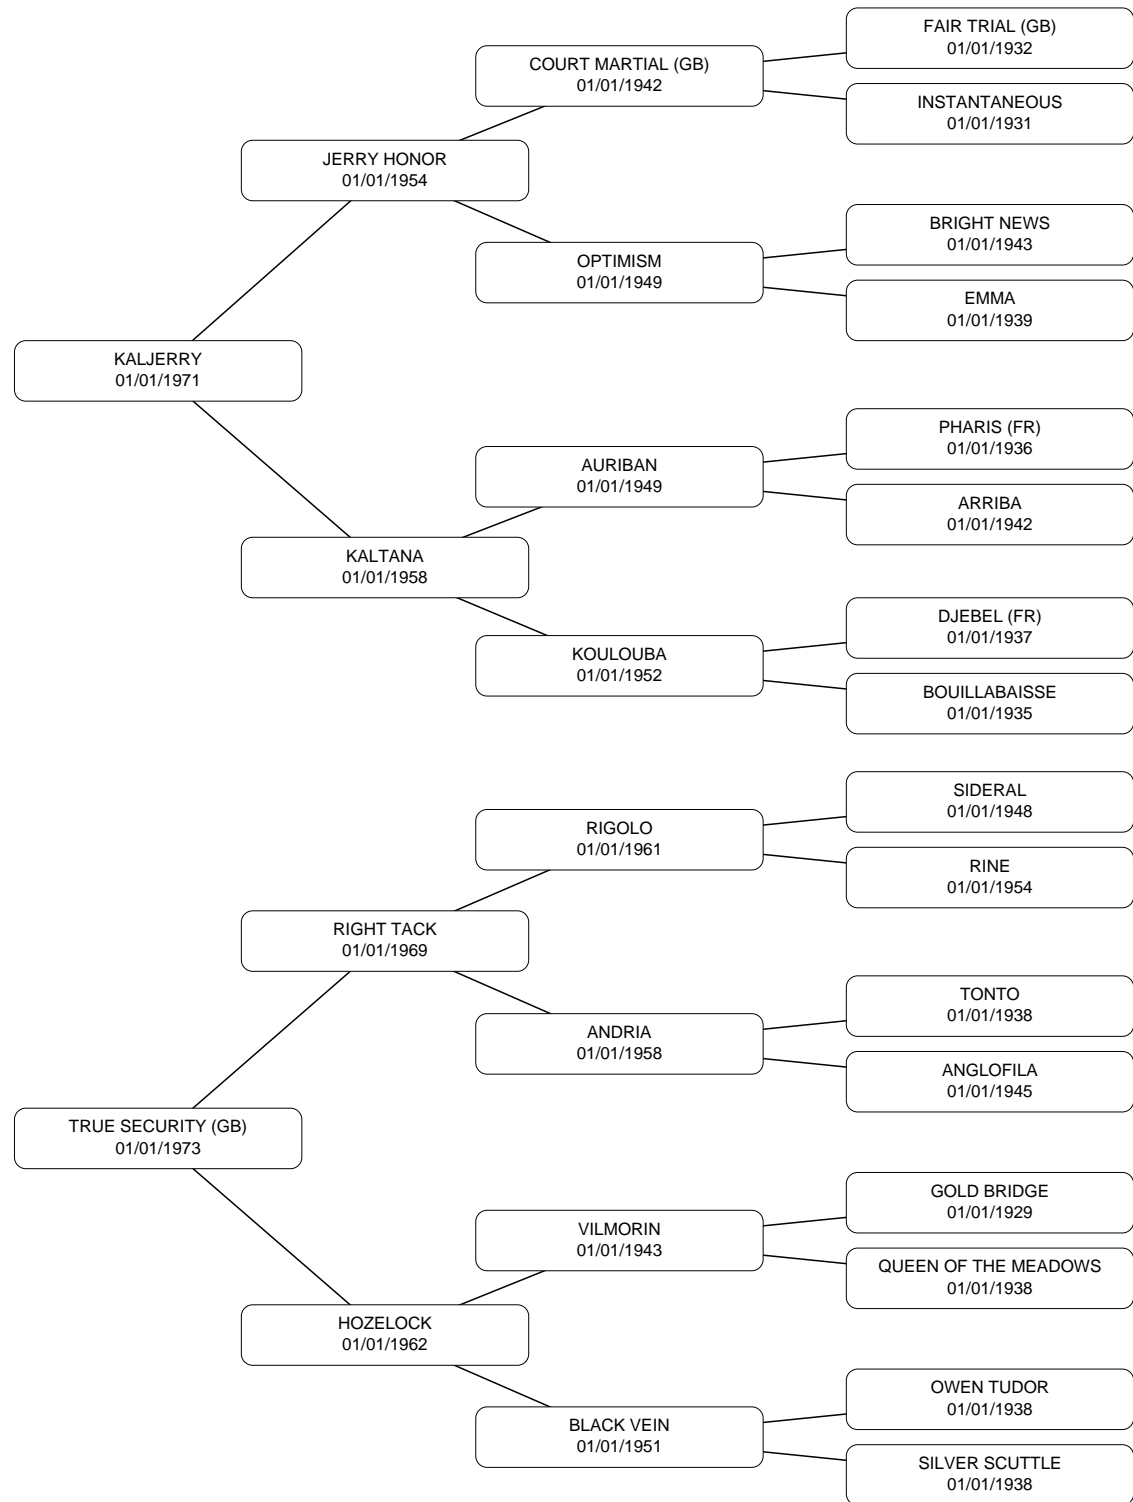 FAIR TRIAL (GB)
01/01/1932
COURT MARTIAL (GB)
01/01/1942
INSTANTANEOUS
01/01/1931
JERRY HONOR
01/01/1954
BRIGHT NEWS
01/01/1943
OPTIMISM
01/01/1949
EMMA
01/01/1939
KALJERRY
01/01/1971
PHARIS (FR)
01/01/1936
AURIBAN
01/01/1949
ARRIBA
01/01/1942
KALTANA
01/01/1958
DJEBEL (FR)
01/01/1937
KOULOUBA
01/01/1952
BOUILLABAISSE
01/01/1935
SIDERAL
01/01/1948
RIGOLO
01/01/1961
RINE
01/01/1954
RIGHT TACK
01/01/1969
TONTO
01/01/1938
ANDRIA
01/01/1958
ANGLOFILA
01/01/1945
TRUE SECURITY (GB)
01/01/1973
GOLD BRIDGE
01/01/1929
VILMORIN
01/01/1943
QUEEN OF THE MEADOWS
01/01/1938
HOZELOCK
01/01/1962
OWEN TUDOR
01/01/1938
BLACK VEIN
01/01/1951
SILVER SCUTTLE
01/01/1938